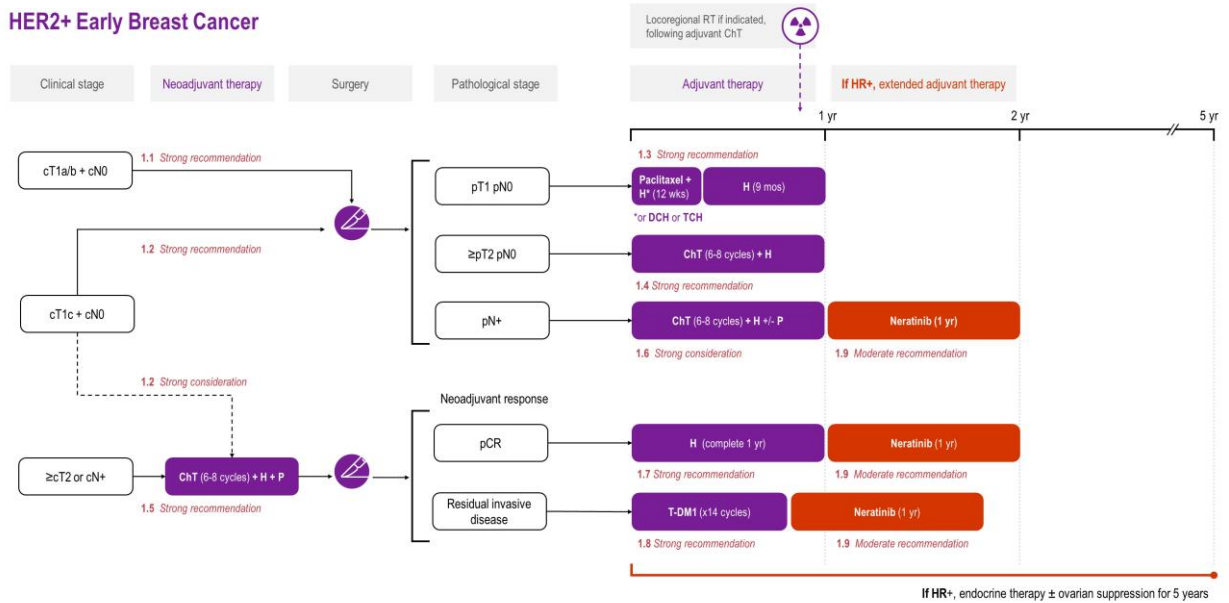 HER2+ Early Breast Cancer
Locoregional RT if indicated,
following adjuvant ChT
Clinical stage
Neoadjuvant therapy
Surgery
Pathological stage
Adjuvant therapy
If HR+, extended adjuvant therapy
1 yr
2 yr
5 yr
cT1a/b + cN0
1.1 Strong recommendation
1.2 Strong recommendation
cT1c + cN0
1.2 Strong consideration
≥cT2 or cN+
ChT (6-8 cycles) + H + P
1.5 Strong recommendation
pT1 pN0
1.3 Strong recommendation
Paclitaxel +
H* (12 wks)
H (9 mos)
*or DCH or TCH
≥pT2 pN0
ChT (6-8 cycles) + H
1.4 Strong recommendation
pN+
ChT (6-8 cycles) + H +/- P
Neratinib (1 yr)
1.6 Strong consideration
1.9 Moderate recommendation
Neoadjuvant response
pCR
H (complete 1 yr)
Neratinib (1 yr)
1.7 Strong recommendation
1.9 Moderate recommendation
Residual invasive
disease
T-DM1 (x14 cycles)
Neratinib (1 yr)
1.8 Strong recommendation
1.9 Moderate recommendation
If HR+, endocrine therapy ± ovarian suppression for 5 years